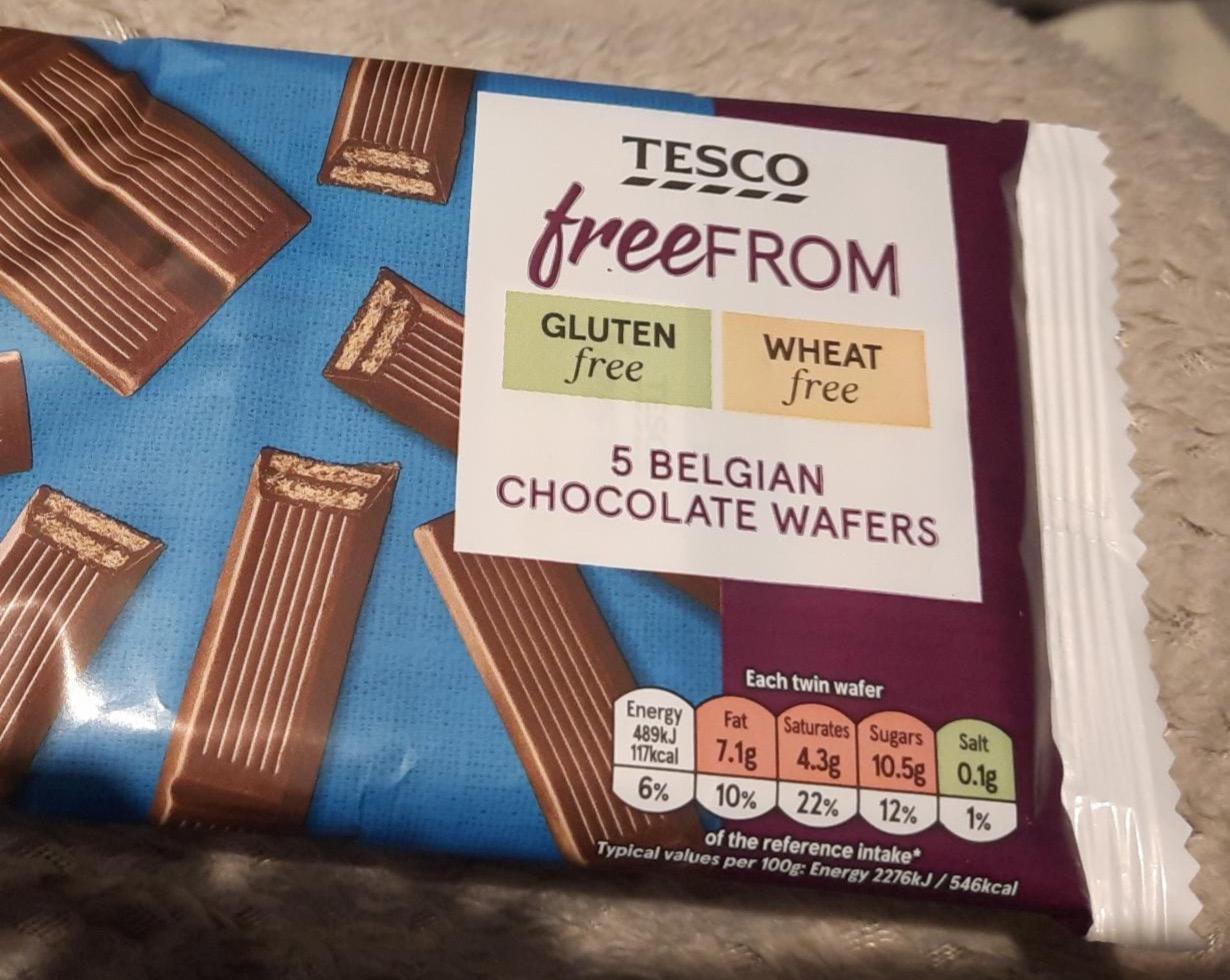 TESCO
freeFROM
GLUTEN
free
WHEAT
free
5 BELGIAN
CHOCOLATE WAFERS
Each twin wafer
Energy
489kJ
117kcal
6%
Fat
7.1g
10%
Saturates
4.3g
22%
Sugars
10.5g
12%
Salt
0.1g
1%
of the reference intake*
Typical values per 100g: Energy 2276kJ / 546kcal